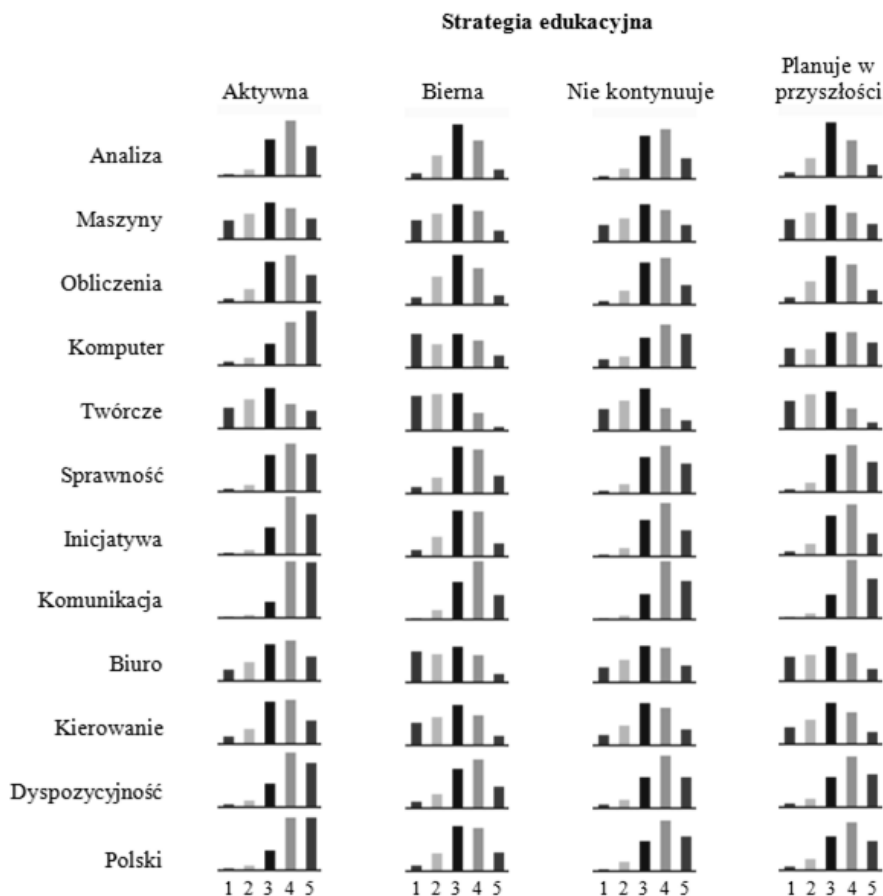 Strategia edukacyjna
Aktywna
Bierna
Nie kontynuuje
Planuje w
przyszłości
Analiza
Maszyny
Obliczenia
Komputer
Twórcze
Sprawność
Inicjatywa
Komunikacja
Biuro
Kierowanie
Dyspozycyjność
Polski
1 2 3 4 5 1 2 3 4 5 1 2 3 4 5 1 2 3 4 5